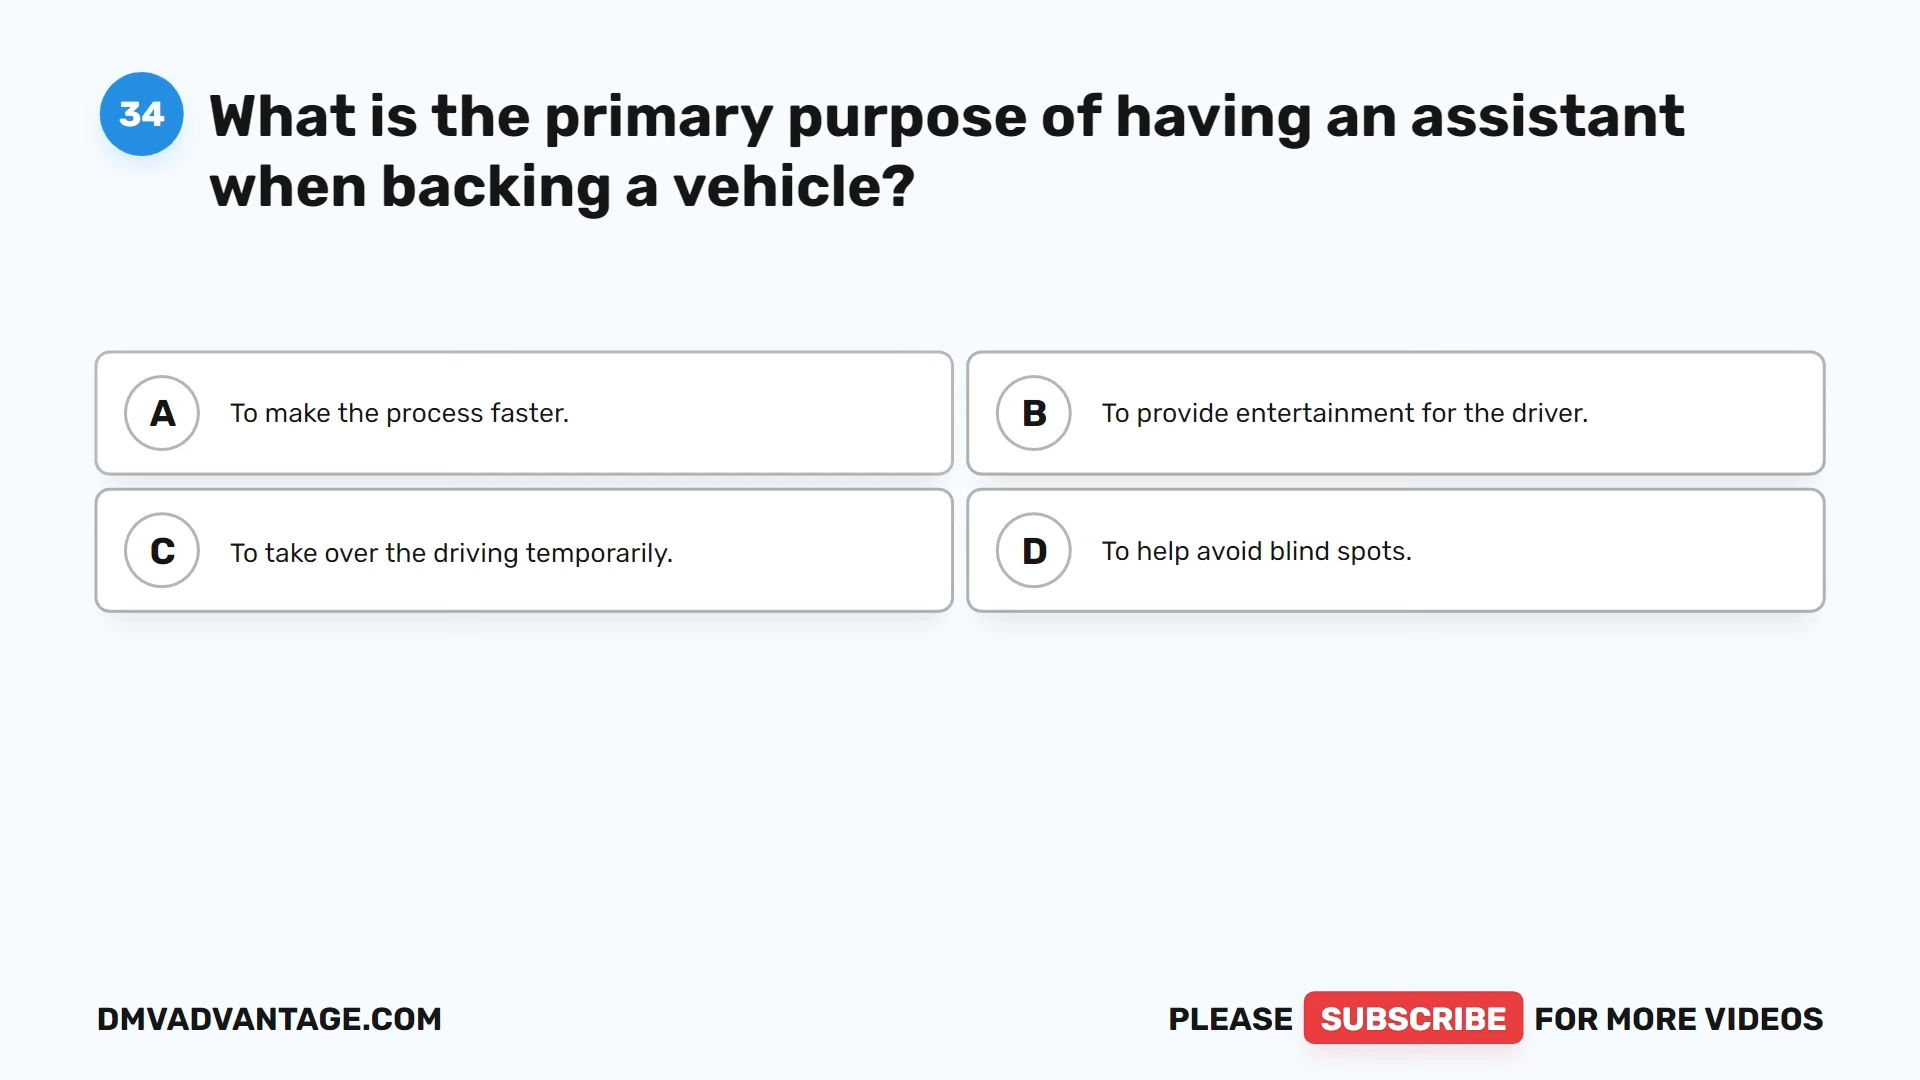 34
What is the primary purpose of having an assistant
when backing a vehicle?
A To make the process faster.
B To provide entertainment for the driver.
C To take over the driving temporarily.
D To help avoid blind spots.
DMVADVANTAGE.COM
PLEASE SUBSCRIBE FOR MORE VIDEOS